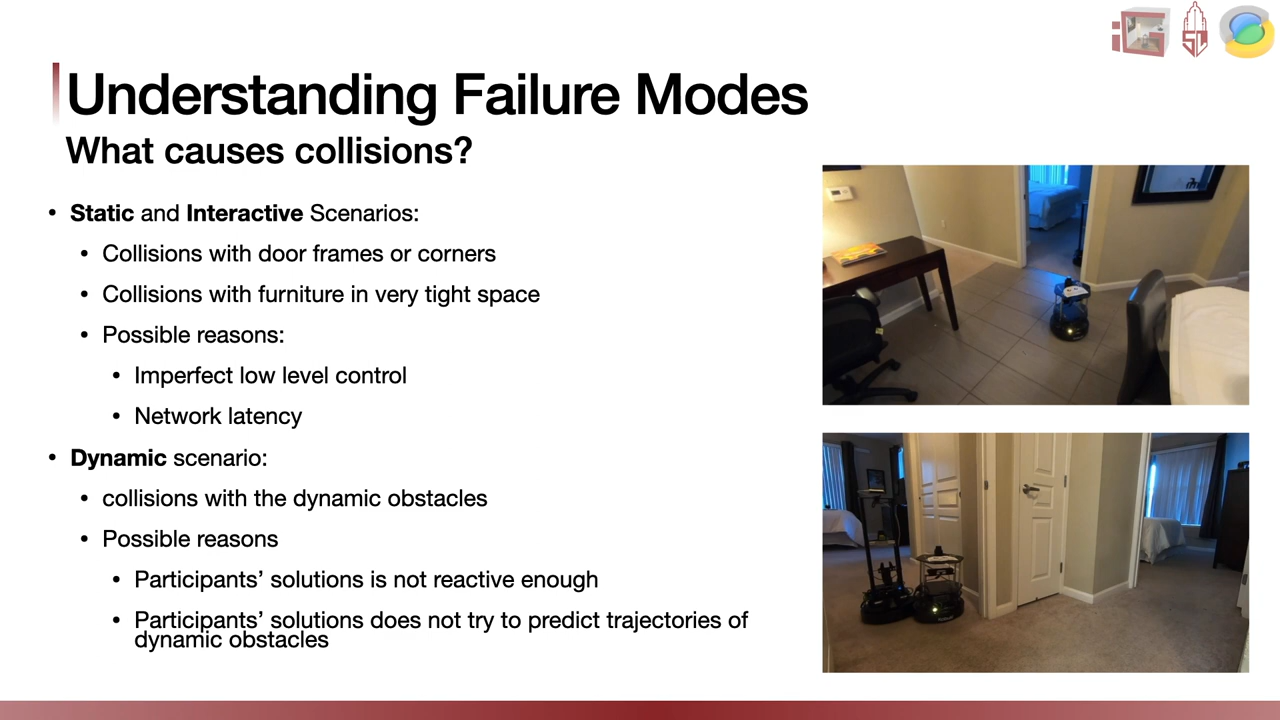 Understanding Failure Modes
What causes collisions?
• Static and Interactive Scenarios:
• Collisions with door frames or corners
• Collisions with furniture in very tight space
• Possible reasons:
• Imperfect low level control
• Network latency
• Dynamic scenario:
• collisions with the dynamic obstacles
• Possible reasons
• Participants’ solutions is not reactive enough
• Participants’ solutions does not try to predict trajectories of
dynamic obstacles